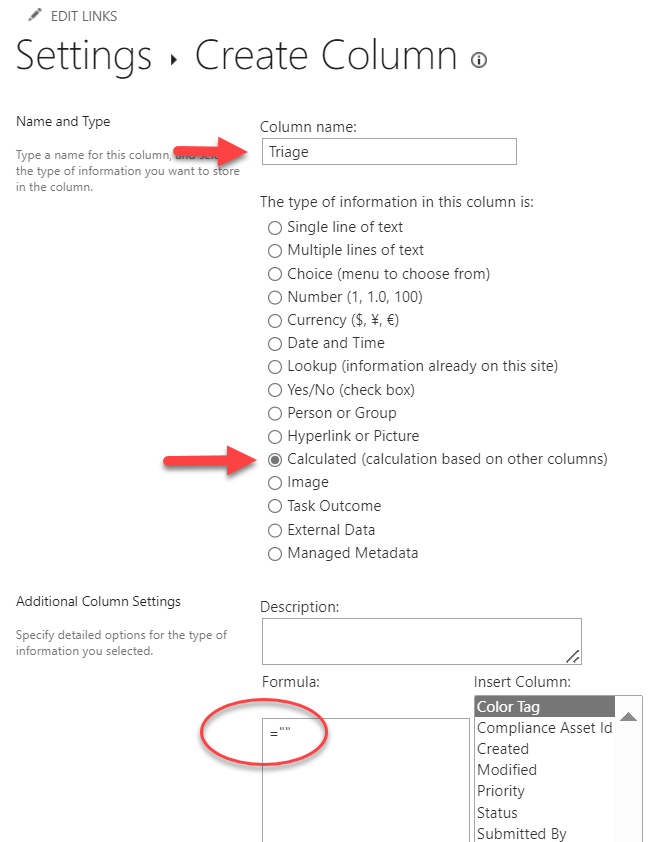 EDIT LINKS
Settings ▸ Create Column
Name and Type
Type a name for this column, and select
the type of information you want to store
in the column.
Column name:
Triage
The type of information in this column is:
Single line of text
Multiple lines of text
Choice (menu to choose from)
Number (1, 1.0, 100)
Currency ($, ¥, €)
Date and Time
Lookup (information already on this site)
Yes/No (check box)
Person or Group
Hyperlink or Picture
Calculated (calculation based on other columns)
Image
Task Outcome
External Data
Managed Metadata
Additional Column Settings
Specify detailed options for the type of
information you selected.
Description:
Formula:
=""
Insert Column:
Color Tag
Compliance Asset Id
Created
Modified
Priority
Status
Submitted By